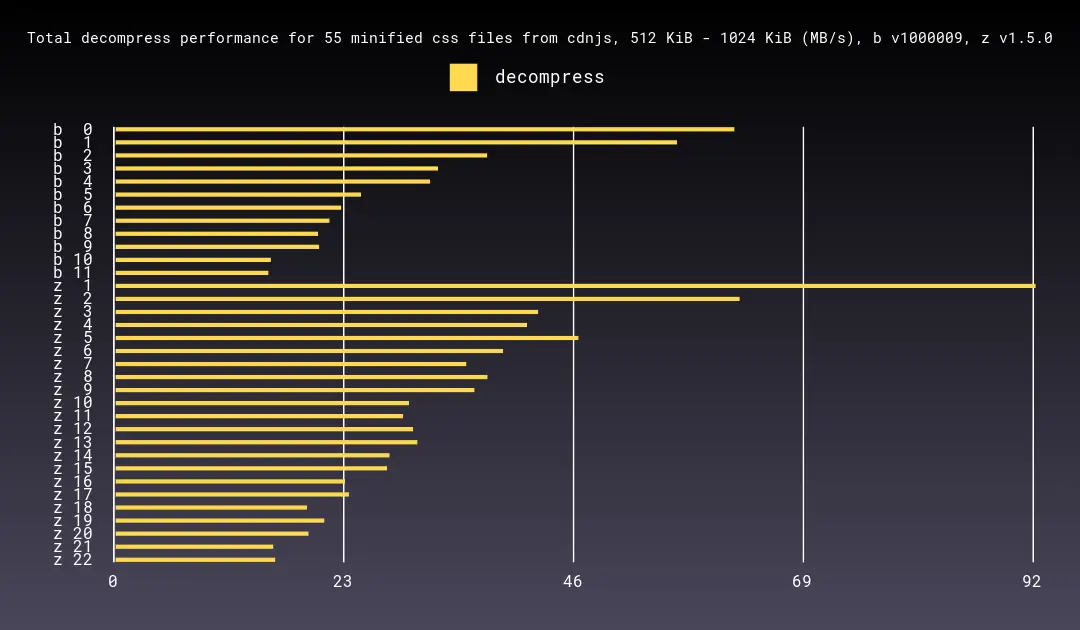 Total decompress performance for 55 minified css files from cdnjs, 512 KiB - 1024 KiB (MB/s), b v1000009, z v1.5.0
decompress
b 0
b 1
b 2
b 3
b 4
b 5
b 6
b 7
b 8
b 9
b 10
b 11
z 1
z 2
z 3
z 4
z 5
z 6
z 7
z 8
z 9
z 10
z 11
z 12
z 13
z 14
z 15
z 16
z 17
z 18
z 19
z 20
z 21
z 22
0 23 46 69 92